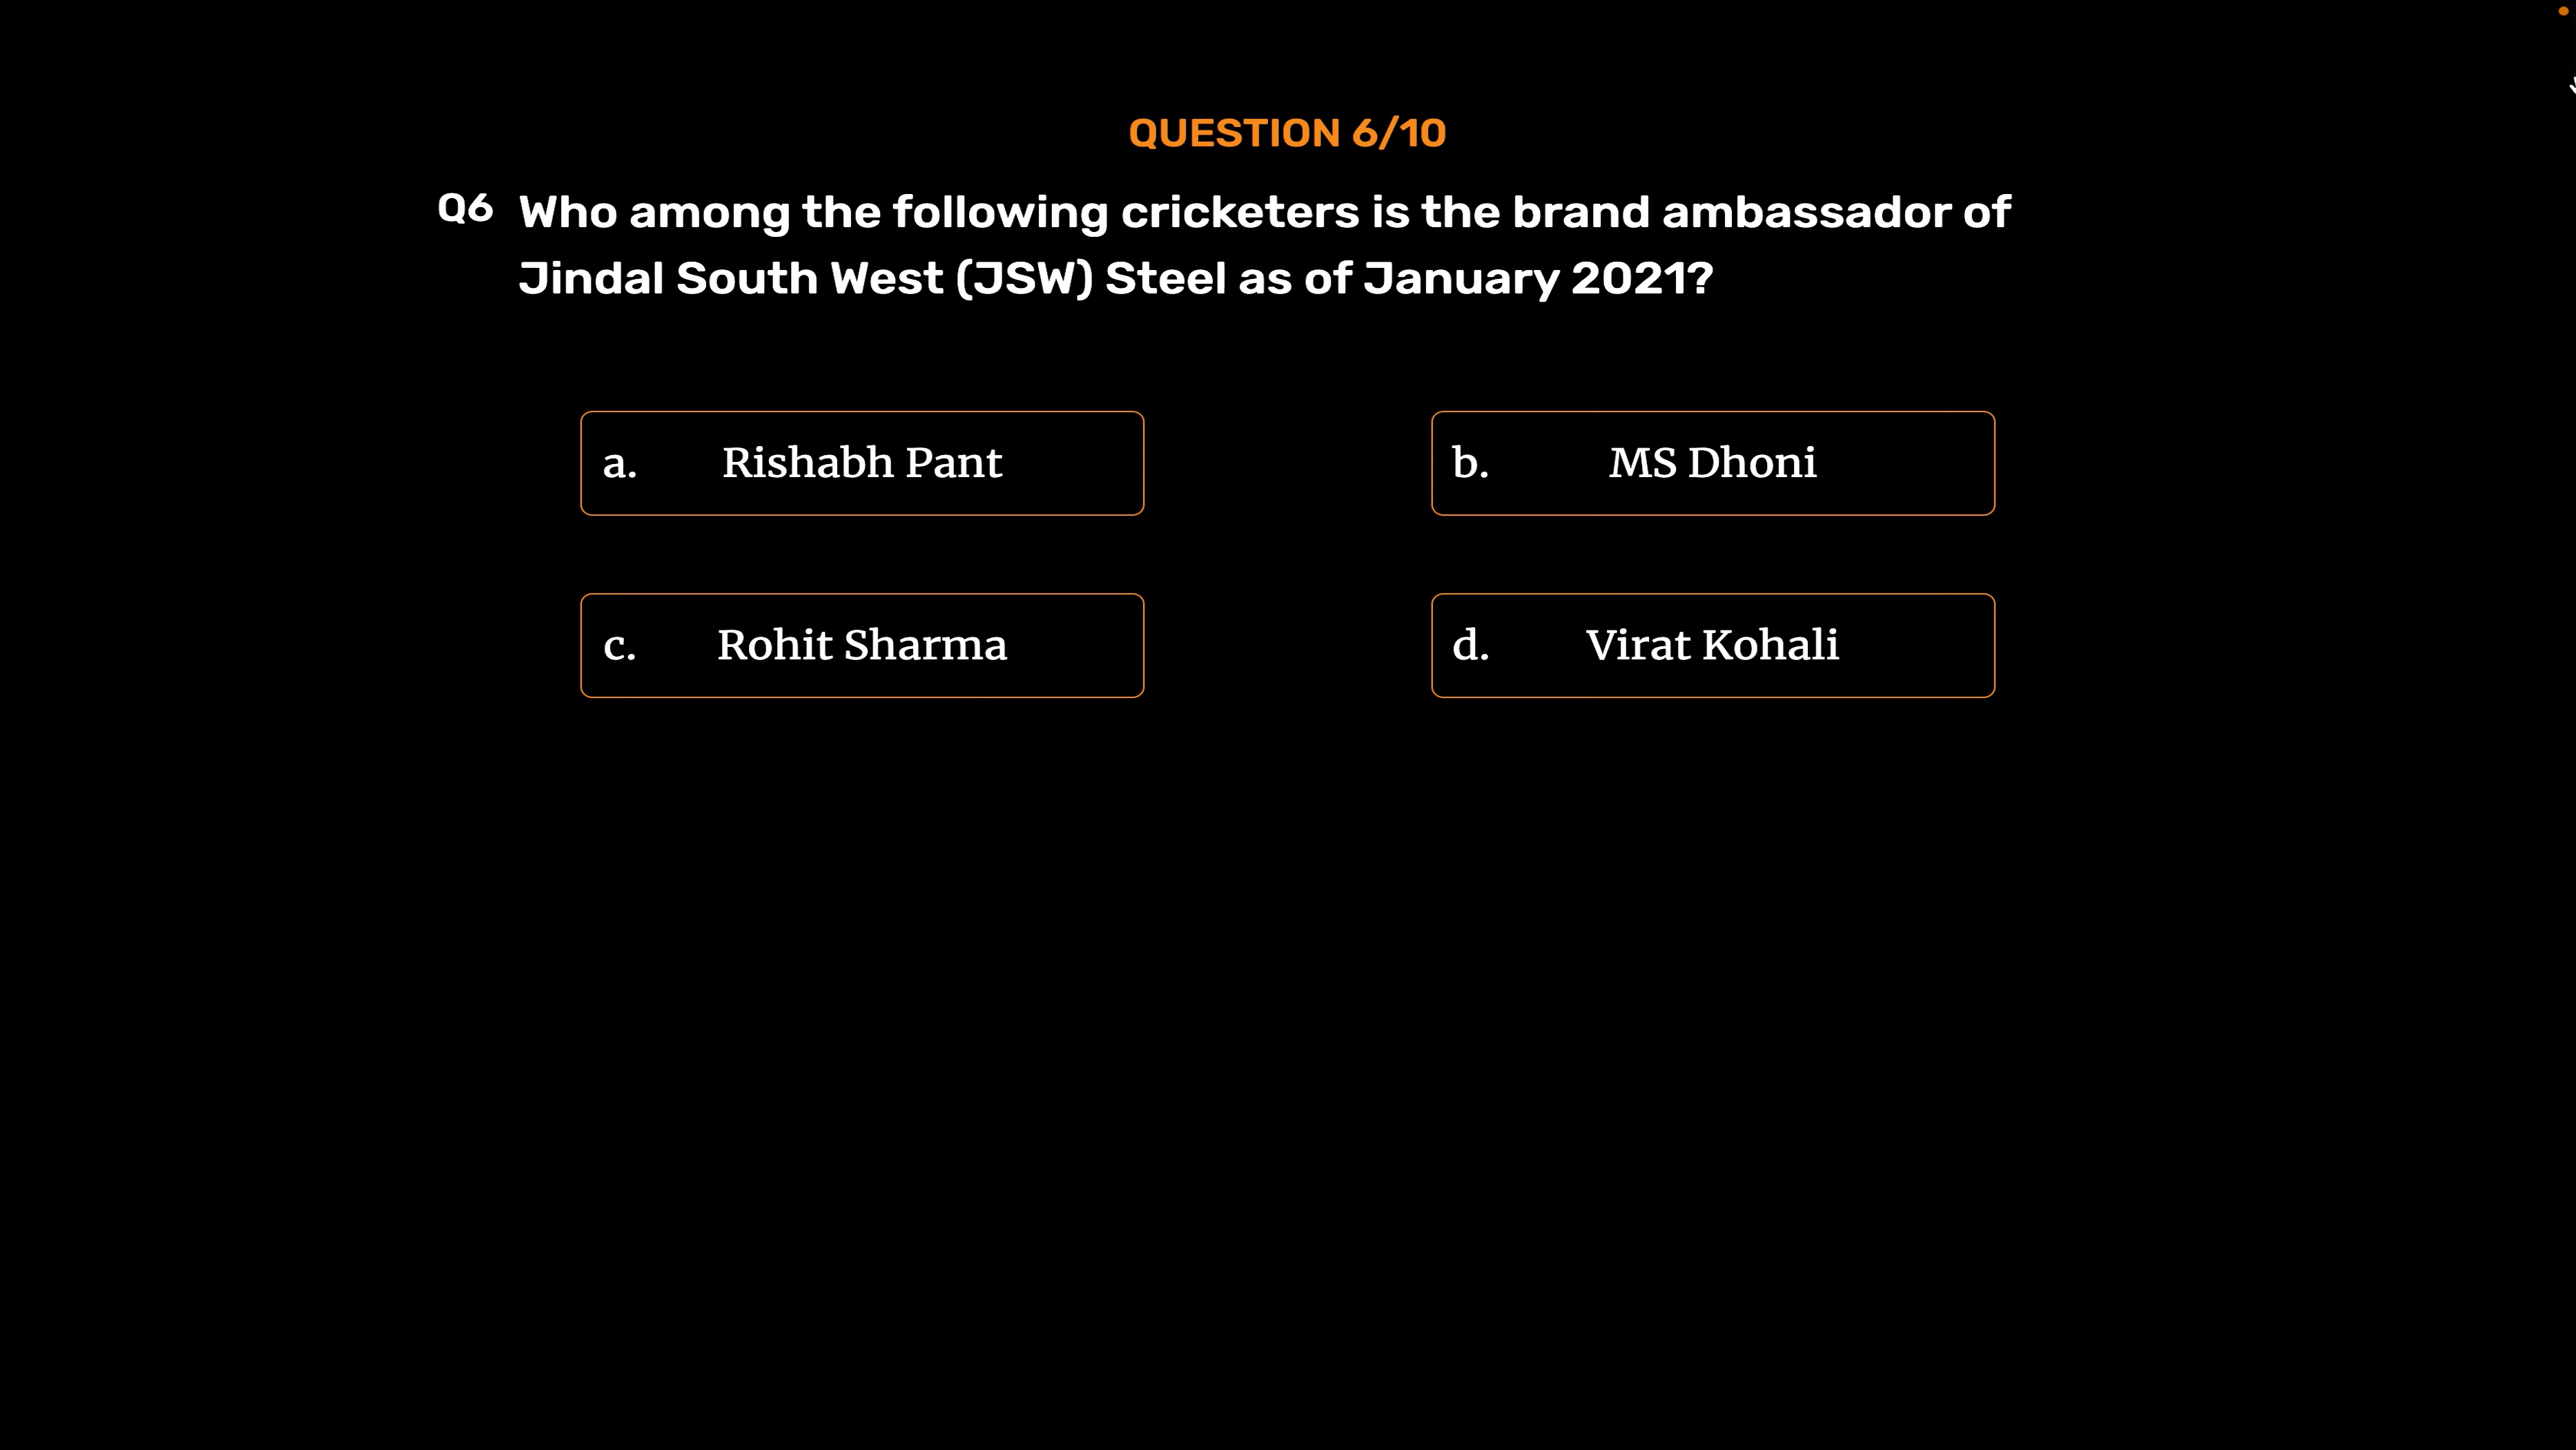 QUESTION 6/10
Q6 Who among the following cricketers is the brand ambassador of
Jindal South West (JSW) Steel as of January 2021?
a. Rishabh Pant
b. MS Dhoni
c. Rohit Sharma
d. Virat Kohali